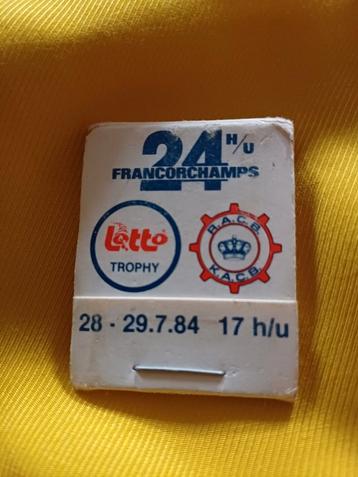 24 H/U
FRANCORCHAMPS
Lotto
TROPHY
R.A.C.B.
K.A.C.B.
28 - 29.7.84 17 h/u